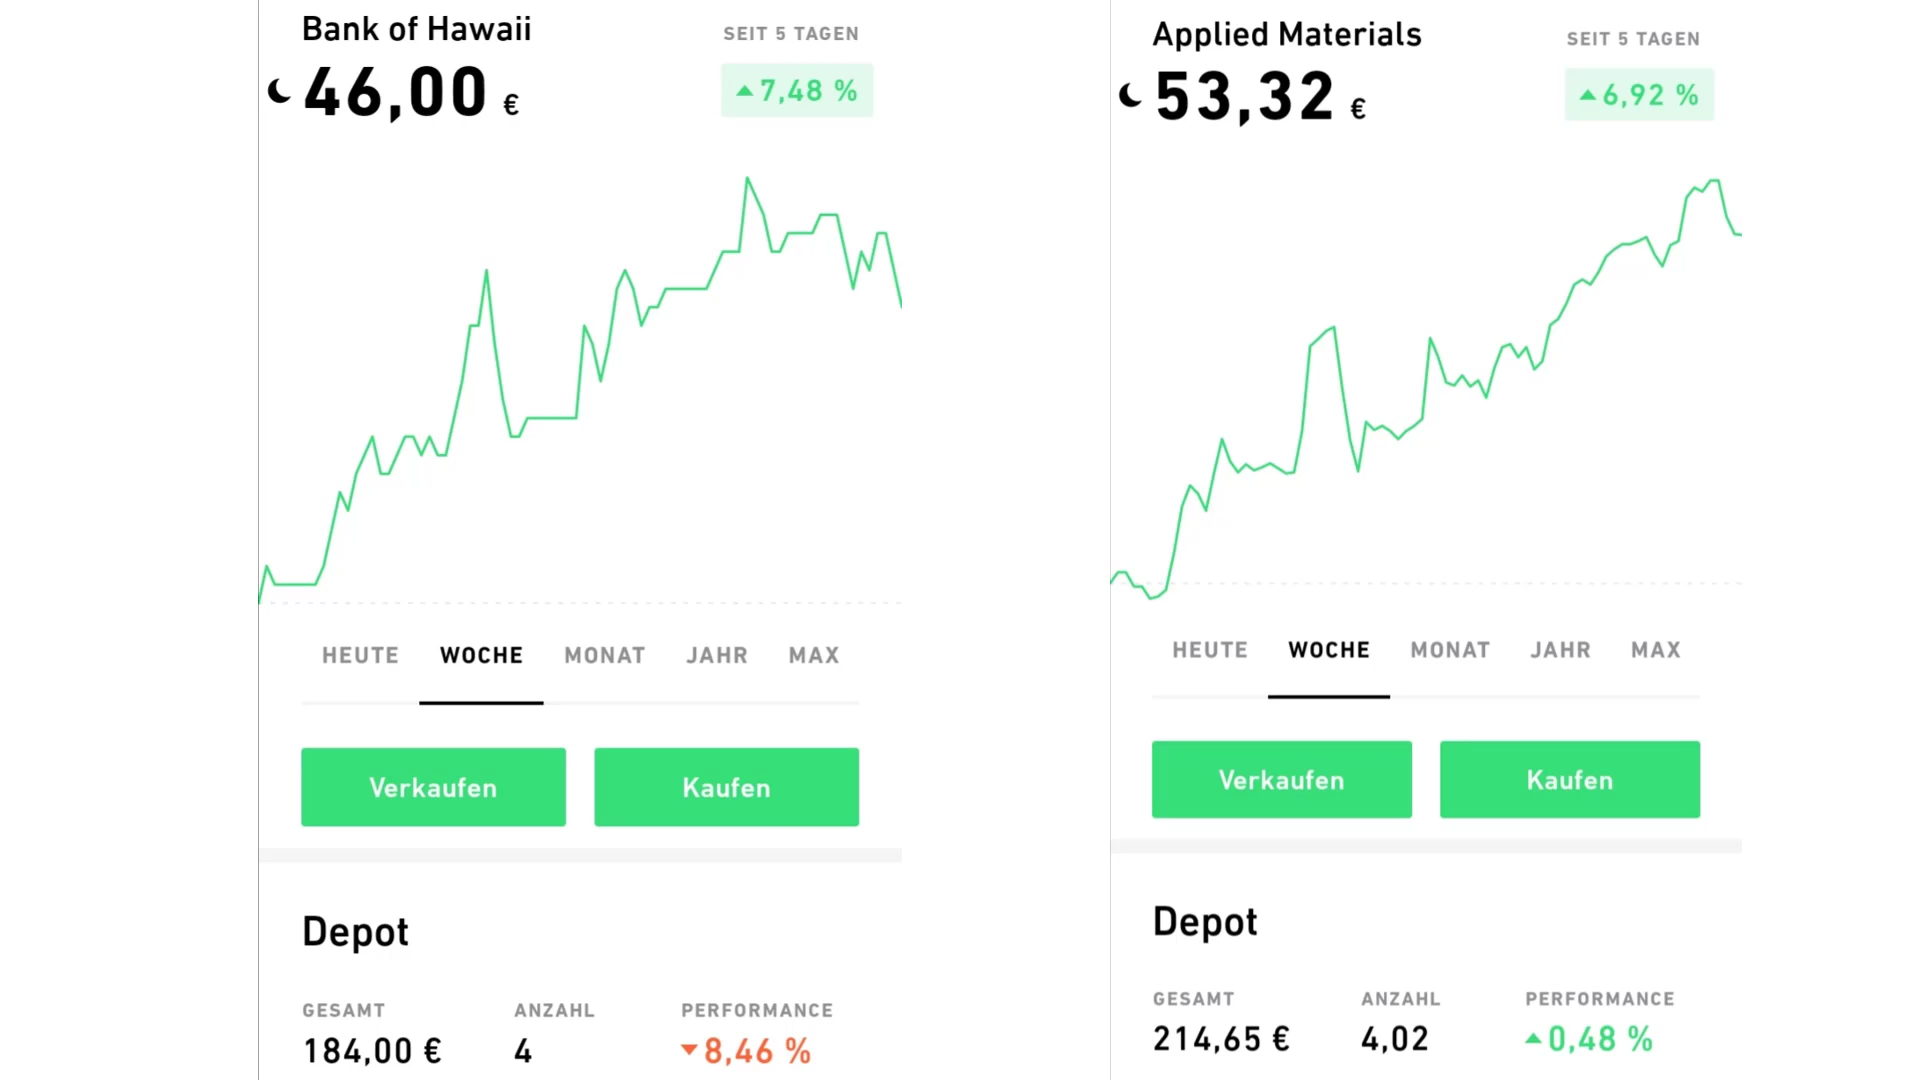 Bank of Hawaii
SEIT 5 TAGEN
46,00 €
▲7,48 %
HEUTE WOCHE MONAT JAHR MAX
Verkaufen Kaufen
Depot
GESAMT ANZAHL PERFORMANCE
184,00 € 4 ▼8,46 %
Applied Materials
SEIT 5 TAGEN
53,32 €
▲6,92 %
HEUTE WOCHE MONAT JAHR MAX
Verkaufen Kaufen
Depot
GESAMT ANZAHL PERFORMANCE
214,65 € 4,02 ▲0,48 %